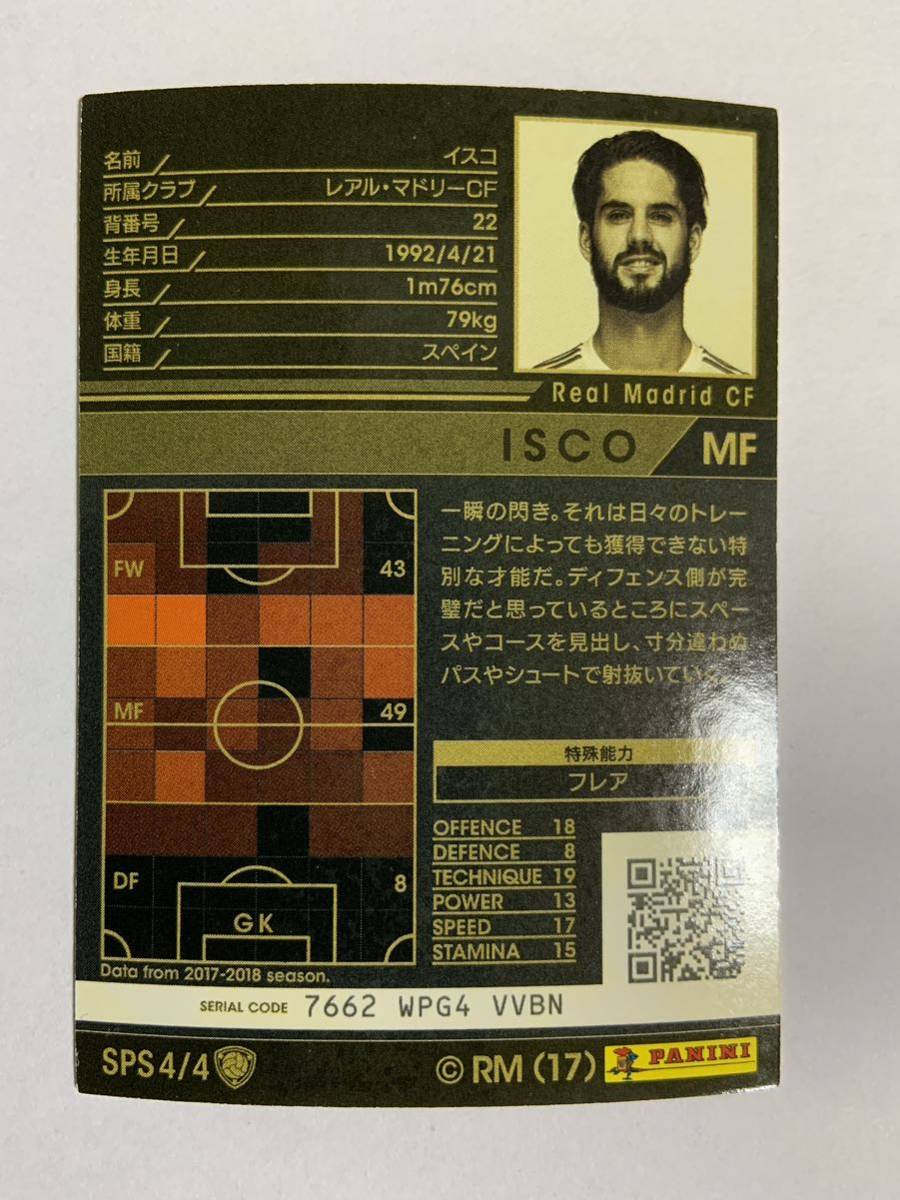 名前 イスコ
所属クラブ レアル・マドリーCF
背番号 22
生年月日 1992/4/21
身長 1m76cm
体重 79kg
国籍 スペイン
Real Madrid CF
ISCO MF
一瞬の閃き。それは日々のトレー
ニングによっても獲得できない特
別な才能だ。ディフェンス側が完
璧だと思っているところにスペー
スやコースを見出し、寸分違わぬ
パスやシュートで射抜いていく。
FW 43
MF 49
DF 8
GK
Data from 2017-2018 season.
特殊能力
フレア
OFFENCE 18
DEFENCE 8
TECHNIQUE 19
POWER 13
SPEED 17
STAMINA 15
SERIAL CODE 7662 WPG4 VVBN
SPS 4/4
© RM (17) PANINI